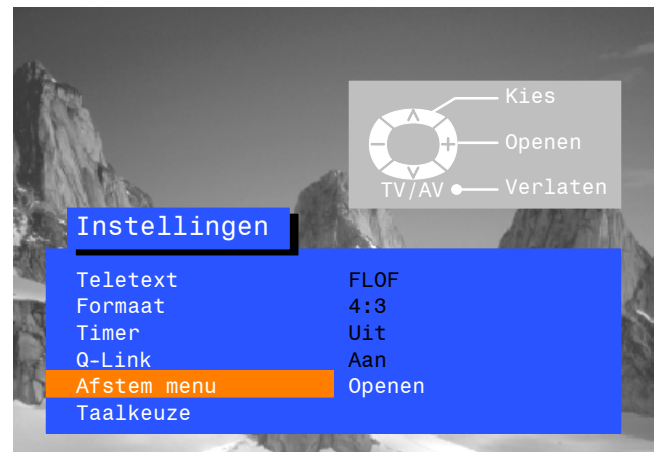 Kies
Openen
TV/AV Verlaten
Instellingen
Teletext FLOF
Formaat 4:3
Timer Uit
Q-Link Aan
Afstem menu Openen
Taalkeuze